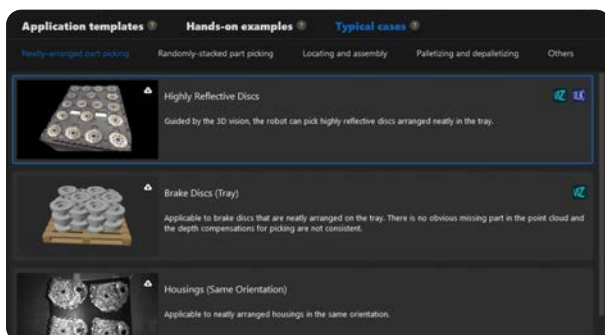 Application templates ? Hands-on examples ? Typical cases ?
Neatly-arranged part picking Randomly-stacked part picking Locating and assembly Palletizing and depalletizing Others
Highly Reflective Discs
Guided by the 3D vision, the robot can pick highly reflective discs arranged neatly in the tray.
Brake Discs (Tray)
Applicable to brake discs that are neatly arranged on the tray. There is no obvious missing part in the point cloud and
the depth compensations for picking are not consistent.
Housings (Same Orientation)
Applicable to neatly arranged housings in the same orientation.